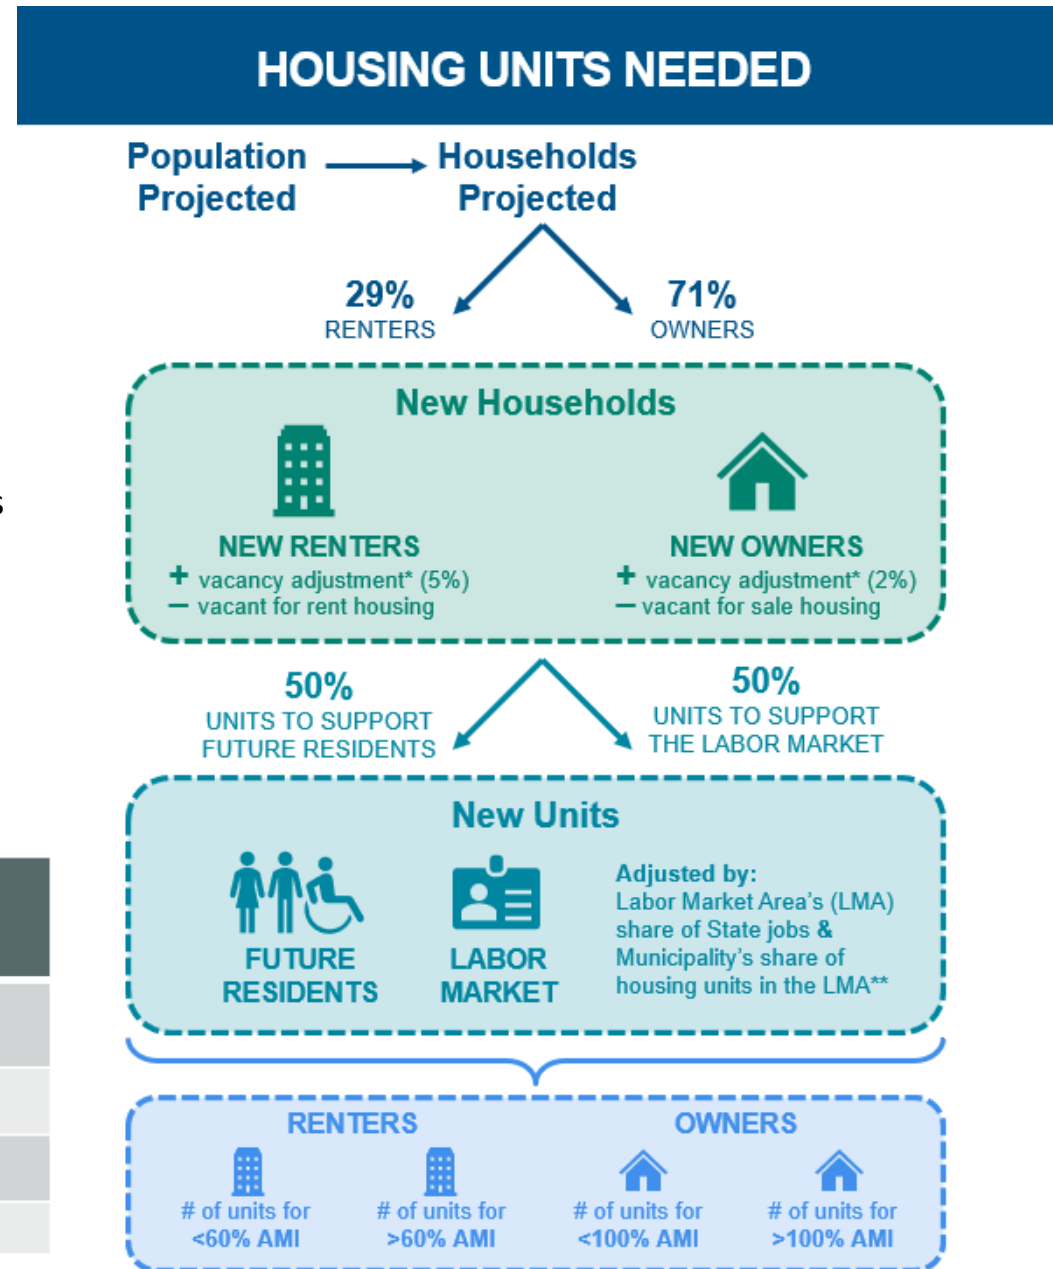 HOUSING UNITS NEEDED
Population Projected
Households Projected
29%
RENTERS
71%
OWNERS
New Households
NEW RENTERS
+ vacancy adjustment* (5%)
− vacant for rent housing
NEW OWNERS
+ vacancy adjustment* (2%)
− vacant for sale housing
50%
UNITS TO SUPPORT
FUTURE RESIDENTS
50%
UNITS TO SUPPORT
THE LABOR MARKET
New Units
FUTURE
RESIDENTS
LABOR
MARKET
Adjusted by:
Labor Market Area's (LMA)
share of State jobs &
Municipality's share of
housing units in the LMA**
RENTERS
# of units for
<60% AMI
# of units for
>60% AMI
OWNERS
# of units for
<100% AMI
# of units for
>100% AMI